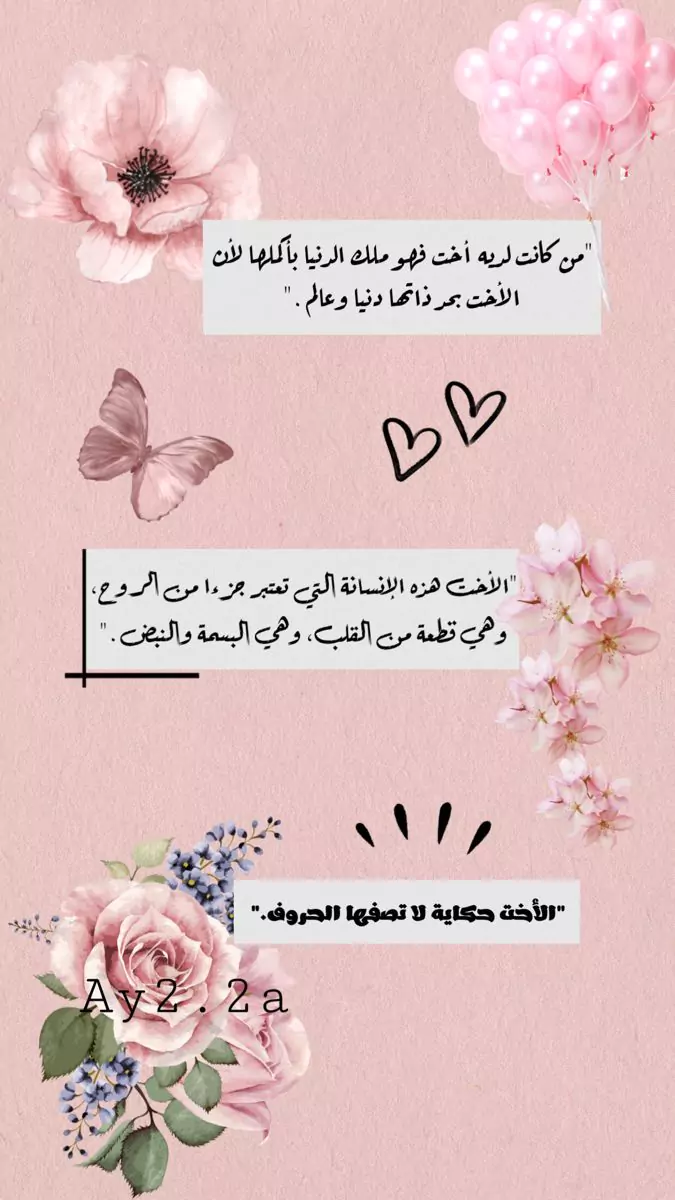 "من كانت لديه أخت فهو ملك الدنيا بأكملها لأن
الأخت بحد ذاتها دنيا وعالم . "
"الأخت هذه الإنسانة التي تعتبر جزءا من الروح،
وهي قطعة من القلب، وهي البسمة والنبض . "
"الأخت حكاية لا تصفها الحروف."
Ay2.2a